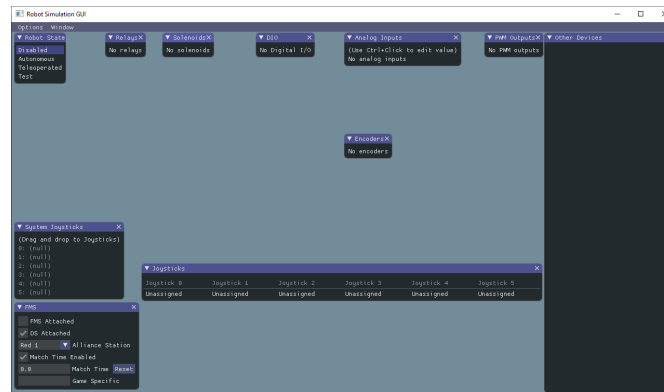 Robot Simulation GUI
Options Window
Robot State
Disabled
Autonomous
Teleoperated
Test
Relays
No relays
Solenoids
No solenoids
DIO
No Digital I/O
Analog Inputs
(Use Ctrl+Click to edit value)
No analog inputs
PWM Outputs
No PWM outputs
Other Devices
Encoders
No encoders
System Joysticks
(Drag and drop to Joysticks)
0: (null)
1: (null)
2: (null)
3: (null)
4: (null)
5: (null)
Joysticks
Joystick 0 Joystick 1 Joystick 2 Joystick 3 Joystick 4 Joystick 5
Unassigned Unassigned Unassigned Unassigned Unassigned Unassigned
FMS
FMS Attached
DS Attached
Red 1 Alliance Station
Match Time Enabled
0.0 Match Time Reset
Game Specific